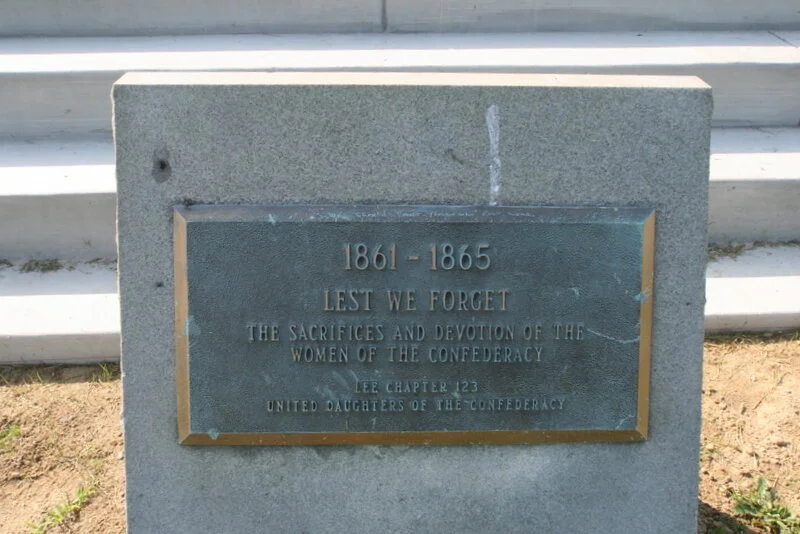 1861 - 1865
LEST WE FORGET
THE SACRIFICES AND DEVOTION OF THE
WOMEN OF THE CONFEDERACY
LEE CHAPTER 123
UNITED DAUGHTERS OF THE CONFEDERACY